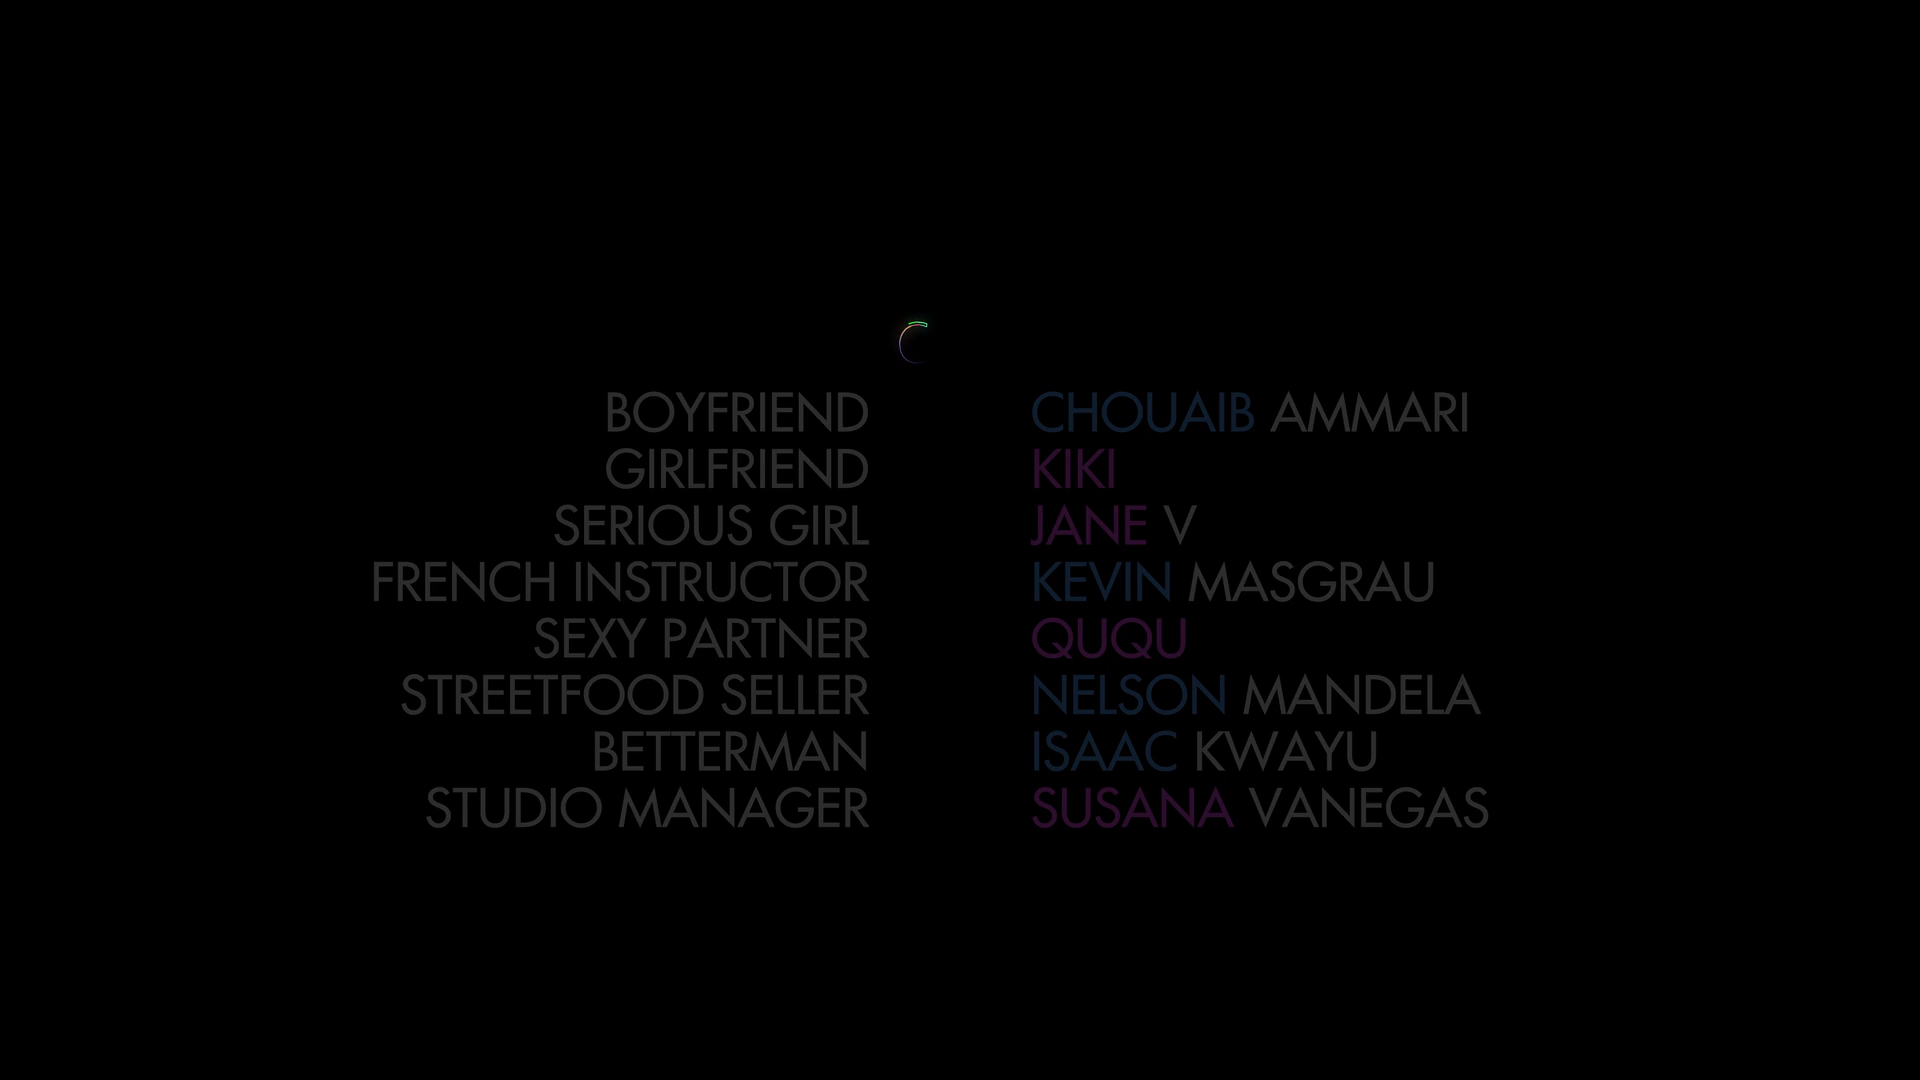 BOYFRIEND CHOUAIB AMMARI
GIRLFRIEND KIKI
SERIOUS GIRL JANE V
FRENCH INSTRUCTOR KEVIN MASGRAU
SEXY PARTNER QUQU
STREETFOOD SELLER NELSON MANDELA
BETTERMAN ISAAC KWAYU
STUDIO MANAGER SUSANA VANEGAS